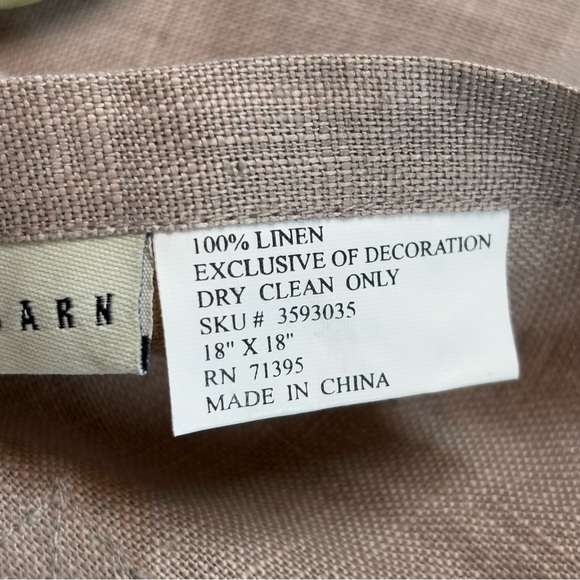 ARN
100% LINEN
EXCLUSIVE OF DECORATION
DRY CLEAN ONLY
SKU # 3593035
18" X 18"
RN 71395
MADE IN CHINA